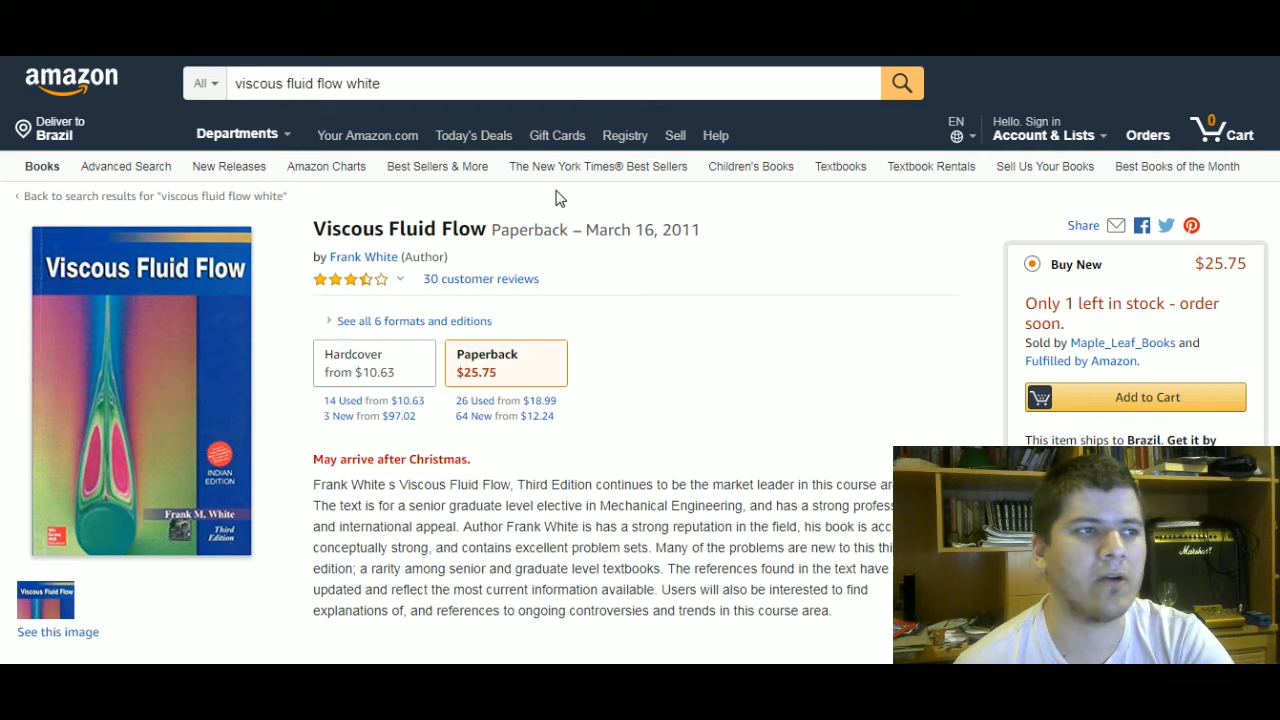 amazon
All
viscous fluid flow white
Deliver to
Brazil
Departments
Your Amazon.com
Today's Deals
Gift Cards
Registry
Sell
Help
EN
Hello. Sign in
Account & Lists
Orders
0
Cart
Books
Advanced Search
New Releases
Amazon Charts
Best Sellers & More
The New York Times® Best Sellers
Children's Books
Textbooks
Textbook Rentals
Sell Us Your Books
Best Books of the Month
‹ Back to search results for "viscous fluid flow white"
Viscous Fluid Flow
INDIAN
EDITION
Frank M. White
Third
Edition
Viscous Fluid Flow
See this image
Viscous Fluid Flow Paperback – March 16, 2011
by Frank White (Author)
30 customer reviews
See all 6 formats and editions
Hardcover
from $10.63
Paperback
$25.75
14 Used from $10.63
3 New from $97.02
26 Used from $18.99
64 New from $12.24
May arrive after Christmas.
Frank White s Viscous Fluid Flow, Third Edition continues to be the market leader in this course
The text is for a senior graduate level elective in Mechanical Engineering, and has a strong
and international appeal. Author Frank White is has a strong reputation in the field, his book is
conceptually strong, and contains excellent problem sets. Many of the problems are new to this
edition; a rarity among senior and graduate level textbooks. The references found in the text have
updated and reflect the most current information available. Users will also be interested to find
explanations of, and references to ongoing controversies and trends in this course area.
Share
Buy New
$25.75
Only 1 left in stock - order
soon.
Sold by Maple_Leaf_Books and
Fulfilled by Amazon.
Add to Cart
This item ships to Brazil. Get it by
Marshall